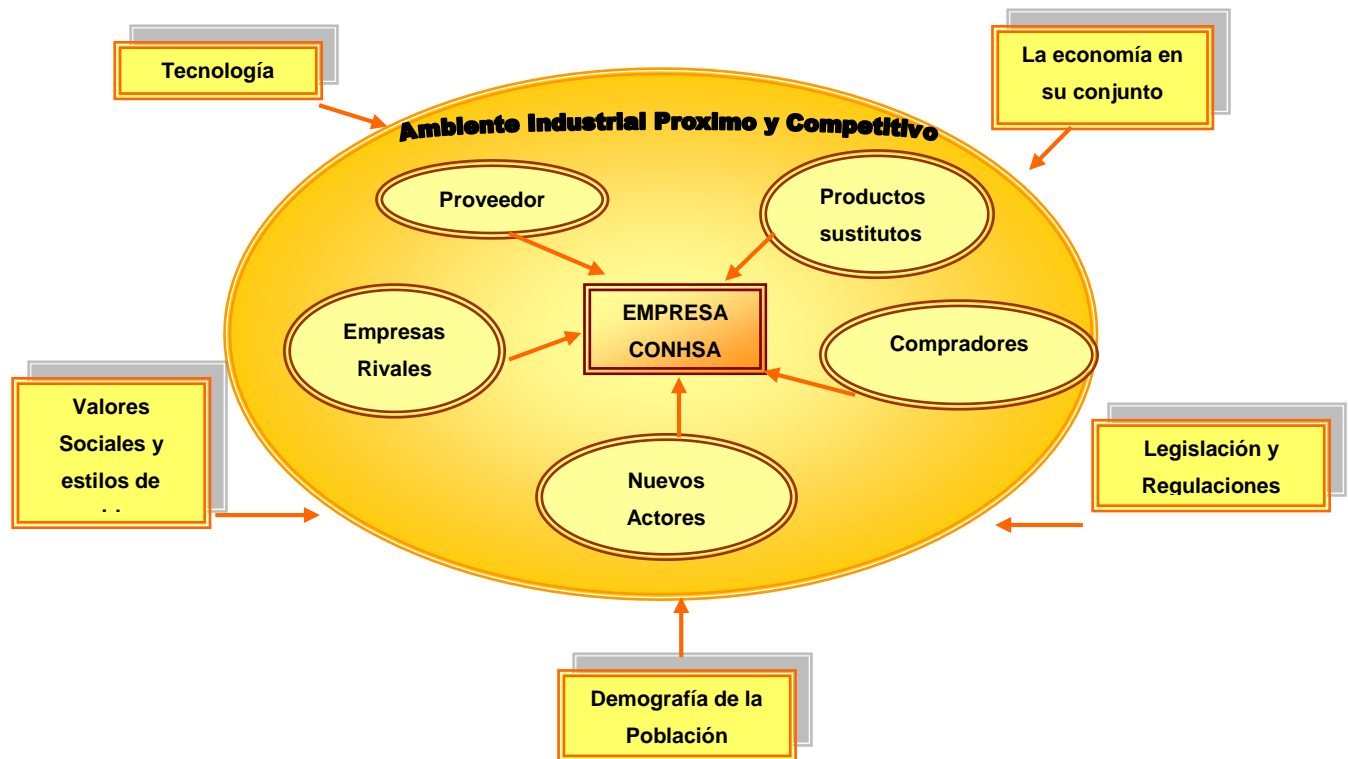 Tecnología
La economía en
su conjunto
Ambiente Industrial Proximo y Competitivo
Proveedor
Productos
sustitutos
EMPRESA
CONHSA
Empresas
Rivales
Compradores
Valores
Sociales y
estilos de
Legislación y
Regulaciones
Nuevos
Actores
Demografía de la
Población